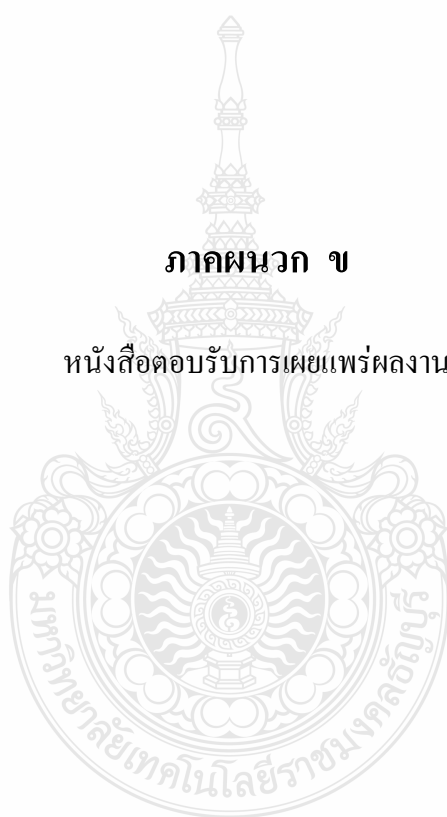 ภาคผนวก ข
หนังสือตอบรับการเผยแพร่ผลงาน
มหาวิทยาลัยเทคโนโลยีราชมงคลธัญบุรี